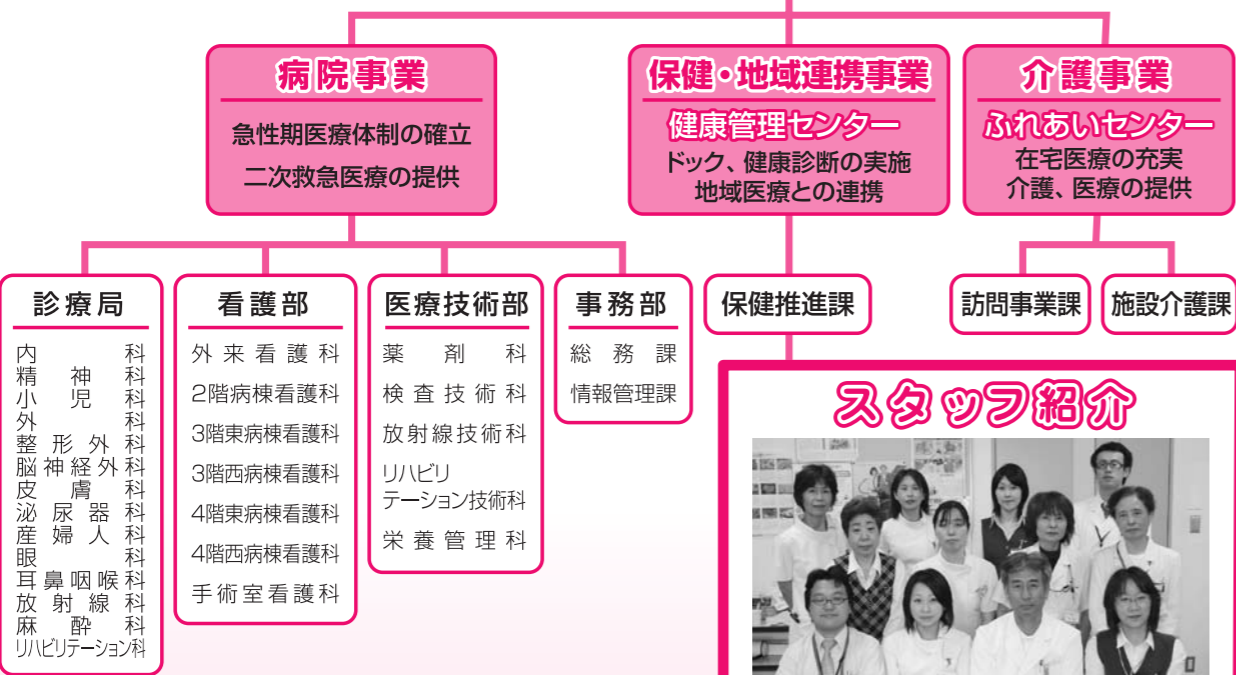 病院事業
急性期医療体制の確立
二次救急医療の提供
保健・地域連携事業
健康管理センター
ドック、健康診断の実施
地域医療との連携
介護事業
ふれあいセンター
在宅医療の充実
介護、医療の提供
診療局
内科
精神科
小児科
外科
整形外科
脳神経外科
皮膚科
泌尿器科
産婦人科
眼科
耳鼻咽喉科
放射線科
麻酔科
リハビリテーション科
看護部
外来看護科
2階病棟看護科
3階東病棟看護科
3階西病棟看護科
4階東病棟看護科
4階西病棟看護科
手術室看護科
医療技術部
薬剤科
検査技術科
放射線技術科
リハビリ
テーション技術科
栄養管理科
事務部
総務課
情報管理課
保健推進課
訪問事業課
施設介護課
スタッフ紹介